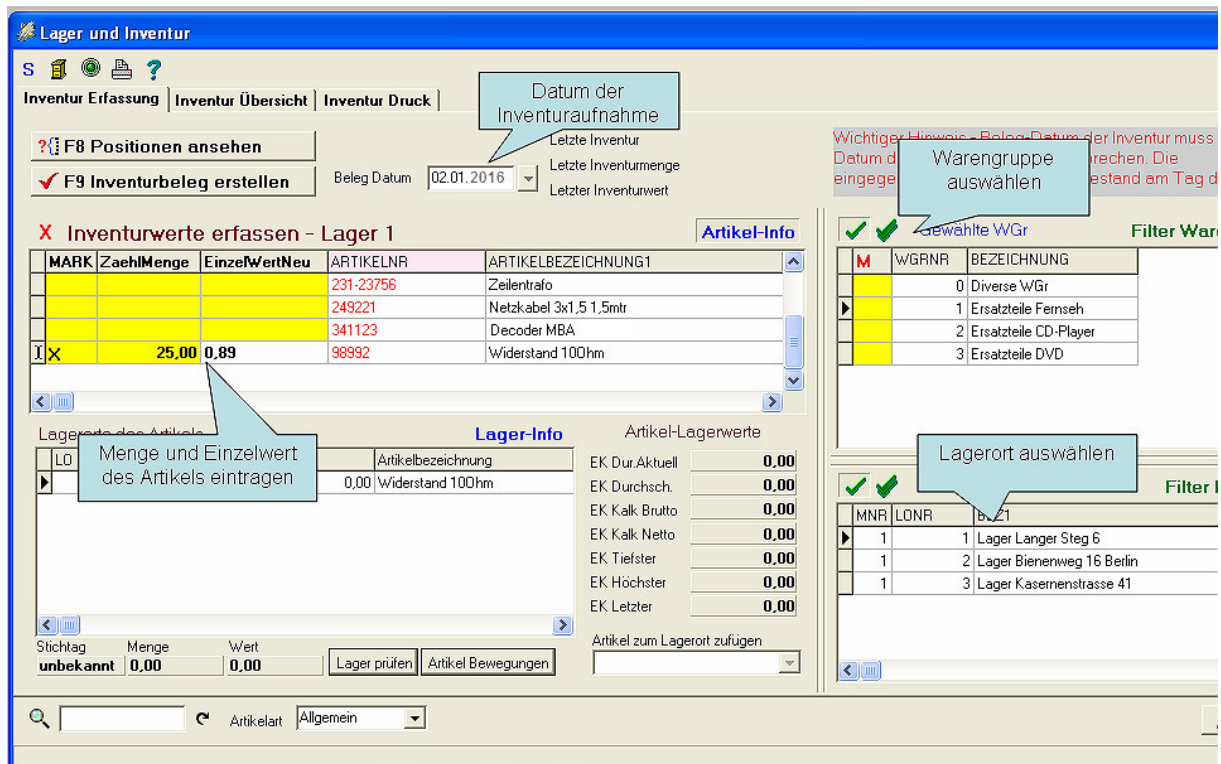 Lager und Inventur
S ?
Inventur Erfassung Inventur Übersicht Inventur Druck
Datum der
Inventuraufnahme
?{} F8 Positionen ansehen
F9 Inventurbeleg erstellen
Beleg Datum 02.01.2016
Letzte Inventur
Letzte Inventurmenge
Letzter Inventurwert
Wichtiger Hinweis - Beleg-Datum der Inventur muss
Datum d
eingege estand am Tag d
Warengruppe
auswählen
X Inventurwerte erfassen - Lager 1 Artikel-Info
MARK ZaehlMenge EinzelWertNeu ARTIKELNR ARTIKELBEZEICHNUNG1
231-23756 Zeilentrafo
249221 Netzkabel 3x1,5 1,5mtr
341123 Decoder MBA
X 25,00 0,89 98992 Widerstand 100hm
Menge und Einzelwert
des Artikels eintragen
Lagerorte des Artikels Lager-Info
LO Artikelbezeichnung
0,00 Widerstand 100hm
Stichtag Menge Wert
unbekannt 0,00 0,00 Lager prüfen Artikel Bewegungen
Artikel-Lagerwerte
EK Dur.Aktuell 0,00
EK Durchsch. 0,00
EK Kalk Brutto 0,00
EK Kalk Netto 0,00
EK Tiefster 0,00
EK Höchster 0,00
EK Letzter 0,00
Artikel zum Lagerort zufügen
Gewählte WGr Filter War
M WGRNR BEZEICHNUNG
0 Diverse WGr
1 Ersatzteile Fernseh
2 Ersatzteile CD-Player
3 Ersatzteile DVD
Lagerort auswählen
Filter
MNR LONR BEZ1
1 1 Lager Langer Steg 6
1 2 Lager Bienenweg 16 Berlin
1 3 Lager Kasernenstrasse 41
Artikelart Allgemein